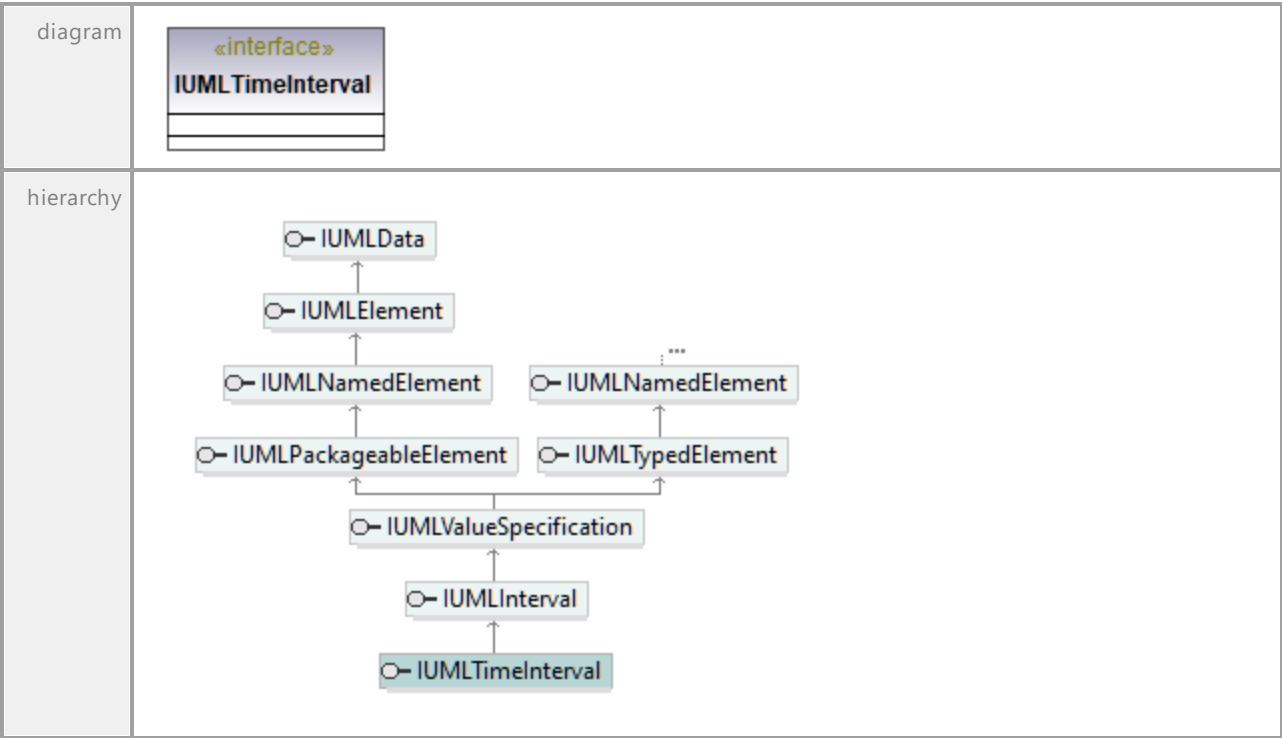 diagram
«interface»
IUMLTimeInterval
hierarchy
IUMLData
IUMLElement
...
IUMLNamedElement IUMLNamedElement
IUMLPackageableElement IUMLTypedElement
IUMLValueSpecification
IUMLInterval
IUMLTimeInterval